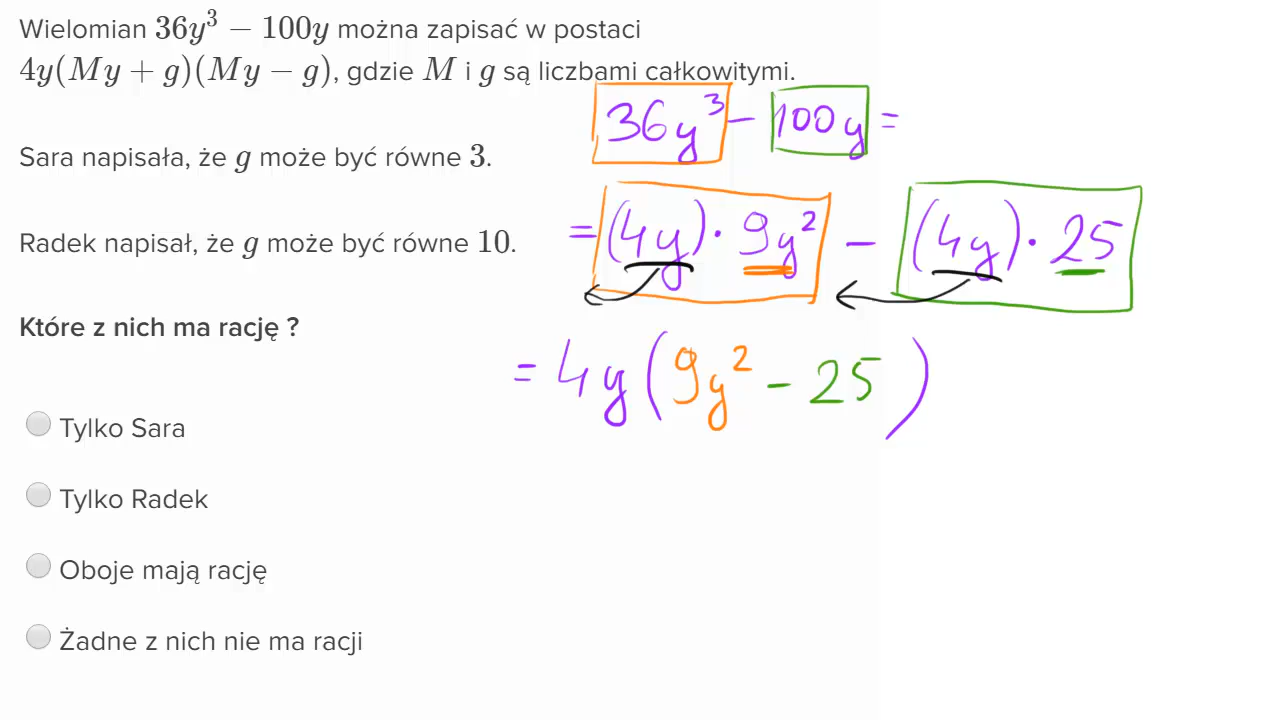 Wielomian 36y³ − 100y można zapisać w postaci
4y(My + g)(My − g), gdzie M i g są liczbami całkowitymi.
36y³ − 100y =
Sara napisała, że g może być równe 3.
= (4y) · 9y² − (4y) · 25
Radek napisał, że g może być równe 10.
Które z nich ma rację ?
= 4y(9y² − 25)
Tylko Sara
Tylko Radek
Oboje mają rację
Żadne z nich nie ma racji